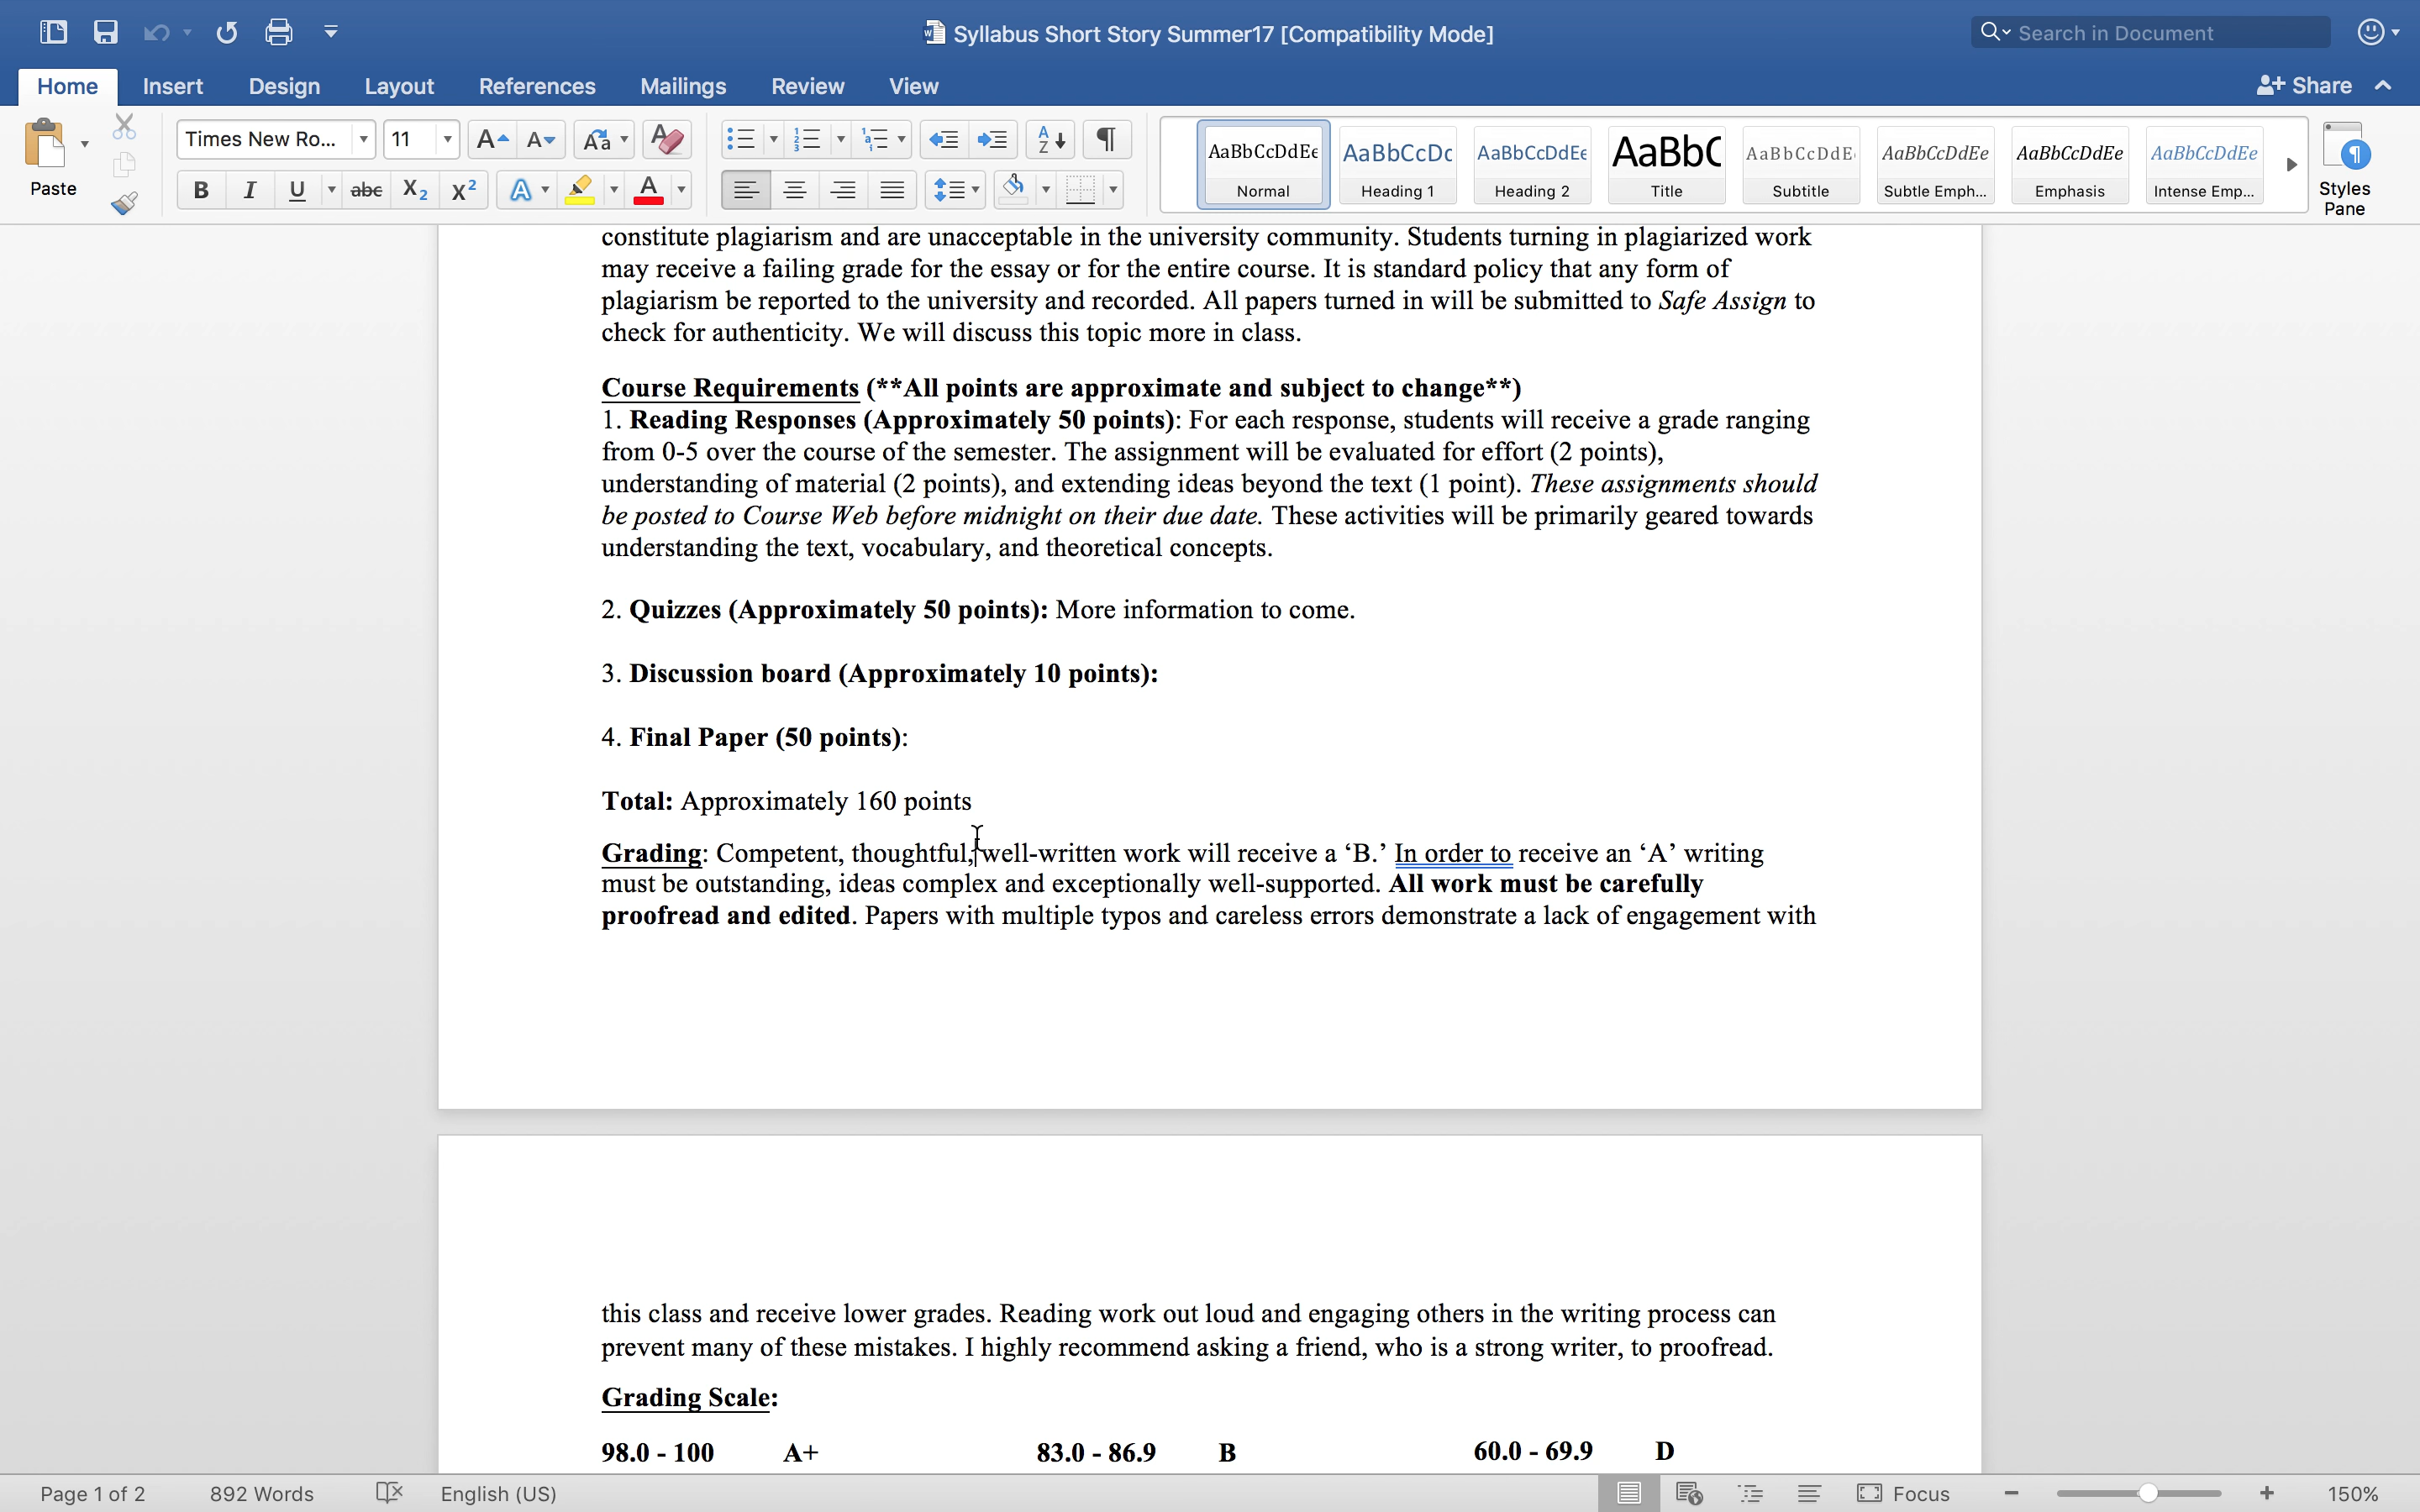 Syllabus Short Story Summer17 [Compatibility Mode]
Search in Document
Home Insert Design Layout References Mailings Review View
Share
Paste
Times New Ro... 11
AaBbCcDdEe AaBbCcDc AaBbCcDdEe AaBbC AaBbCcDdE AaBbCcDdEe AaBbCcDdEe AaBbCcDdEe
Normal Heading 1 Heading 2 Title Subtitle Subtle Emph... Emphasis Intense Emp...
Styles
Pane
B I U abc X2 X2 A A
constitute plagiarism and are unacceptable in the university community. Students turning in plagiarized work
may receive a failing grade for the essay or for the entire course. It is standard policy that any form of
plagiarism be reported to the university and recorded. All papers turned in will be submitted to Safe Assign to
check for authenticity. We will discuss this topic more in class.
Course Requirements (**All points are approximate and subject to change**)
1. Reading Responses (Approximately 50 points): For each response, students will receive a grade ranging
from 0-5 over the course of the semester. The assignment will be evaluated for effort (2 points),
understanding of material (2 points), and extending ideas beyond the text (1 point). These assignments should
be posted to Course Web before midnight on their due date. These activities will be primarily geared towards
understanding the text, vocabulary, and theoretical concepts.
2. Quizzes (Approximately 50 points): More information to come.
3. Discussion board (Approximately 10 points):
4. Final Paper (50 points):
Total: Approximately 160 points
Grading: Competent, thoughtful, well-written work will receive a ‘B.’ In order to receive an ‘A’ writing
must be outstanding, ideas complex and exceptionally well-supported. All work must be carefully
proofread and edited. Papers with multiple typos and careless errors demonstrate a lack of engagement with
this class and receive lower grades. Reading work out loud and engaging others in the writing process can
prevent many of these mistakes. I highly recommend asking a friend, who is a strong writer, to proofread.
Grading Scale:
98.0 - 100 A+ 83.0 - 86.9 B 60.0 - 69.9 D
Page 1 of 2 892 Words English (US) Focus 150%